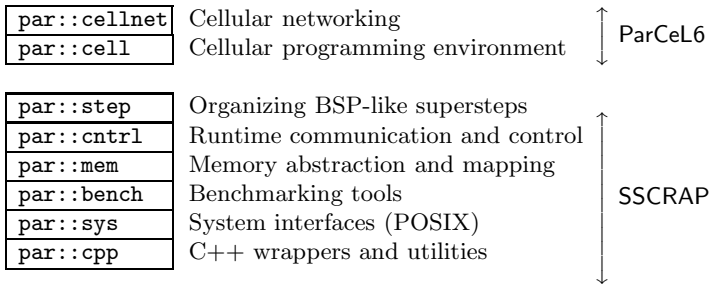 par::cellnet Cellular networking
par::cell Cellular programming environment
ParCeL6
par::step Organizing BSP-like supersteps
par::cntrl Runtime communication and control
par::mem Memory abstraction and mapping
par::bench Benchmarking tools
SSCRAP
par::sys System interfaces (POSIX)
par::cpp C++ wrappers and utilities